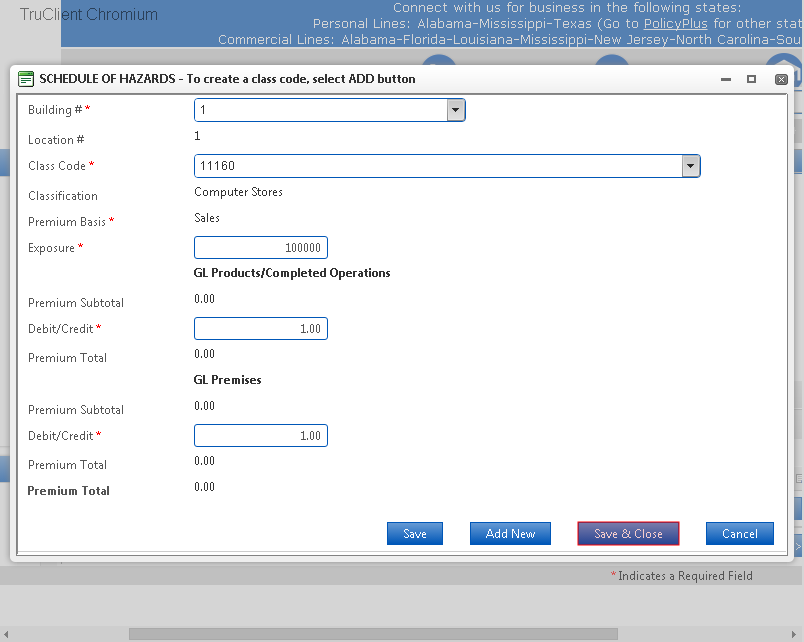 TruClient Chromium
Connect with us for business in the following states:
Personal Lines: Alabama-Mississippi-Texas (Go to PolicyPlus for other stat
Commercial Lines: Alabama-Florida-Louisiana-Mississippi-New Jersey-North Carolina-Sou
SCHEDULE OF HAZARDS - To create a class code, select ADD button
Building # * 1
Location # 1
Class Code * 11160
Classification Computer Stores
Premium Basis * Sales
Exposure * 100000
GL Products/Completed Operations
Premium Subtotal 0.00
Debit/Credit * 1.00
Premium Total 0.00
GL Premises
Premium Subtotal 0.00
Debit/Credit * 1.00
Premium Total 0.00
Premium Total 0.00
Save Add New Save & Close Cancel
* Indicates a Required Field